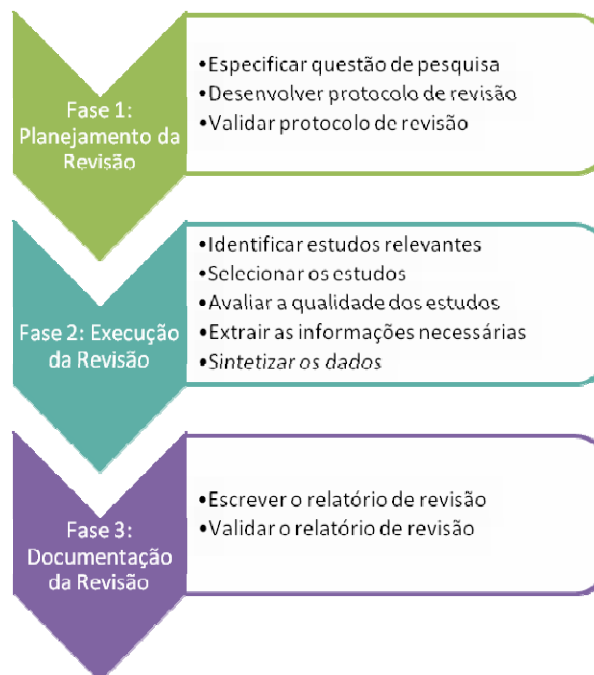 Fase 1:
Planejamento da
Revisão
•Especificar questão de pesquisa
•Desenvolver protocolo de revisão
•Validar protocolo de revisão
Fase 2: Execução
da Revisão
•Identificar estudos relevantes
•Selecionar os estudos
•Avaliar a qualidade dos estudos
•Extrair as informações necessárias
•Sintetizar os dados
Fase 3:
Documentação
da Revisão
•Escrever o relatório de revisão
•Validar o relatório de revisão